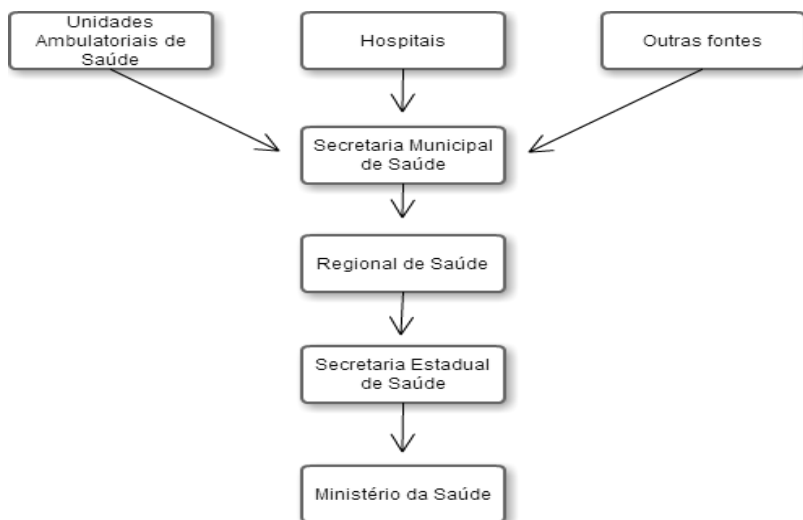 Unidades
Ambulatoriais de
Saúde
Hospitais
Outras fontes
Secretaria Municipal
de Saúde
Regional de Saúde
Secretaria Estadual
de Saúde
Ministério da Saúde